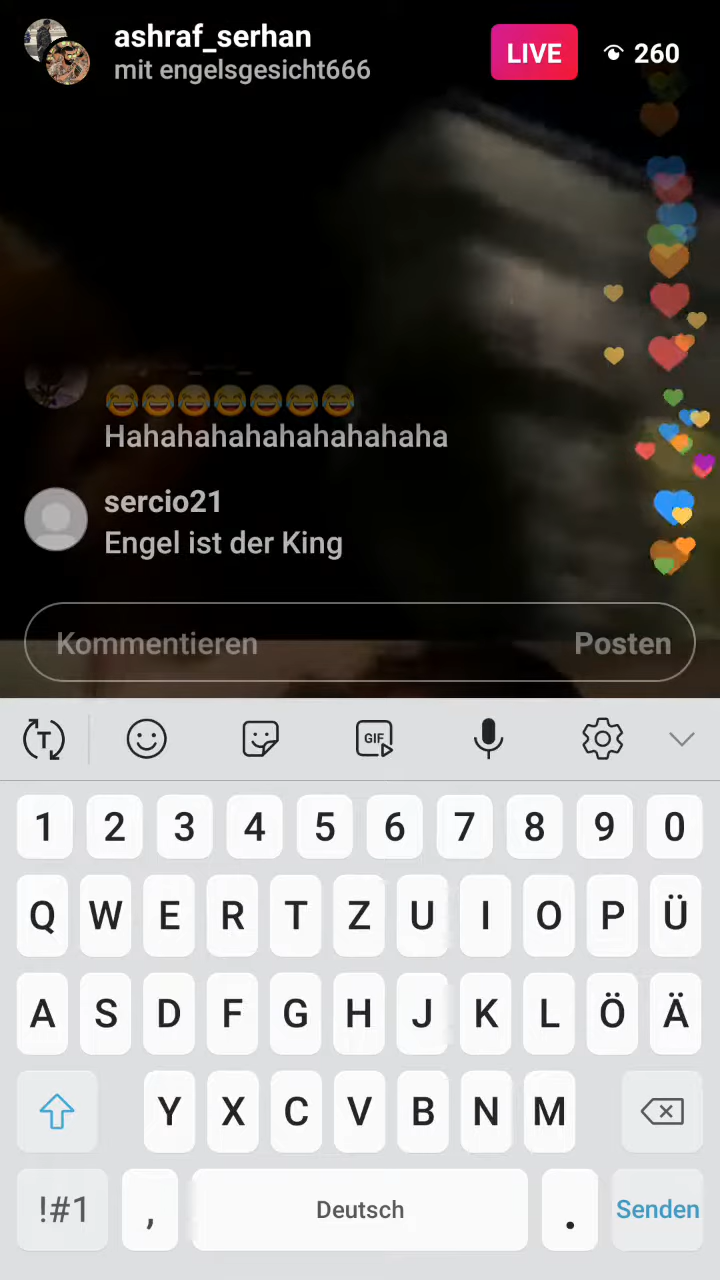 ashraf_serhan
LIVE
260
mit engelsgesicht666
😂😂😂😂😂😂😂
Hahahahahahahahahaha
sercio21
Engel ist der King
Kommentieren
Posten
T
GIF
1 2 3 4 5 6 7 8 9 0
Q W E R T Z U I O P Ü
A S D F G H J K L Ö Ä
Y X C V B N M
!#1 , Deutsch . Senden